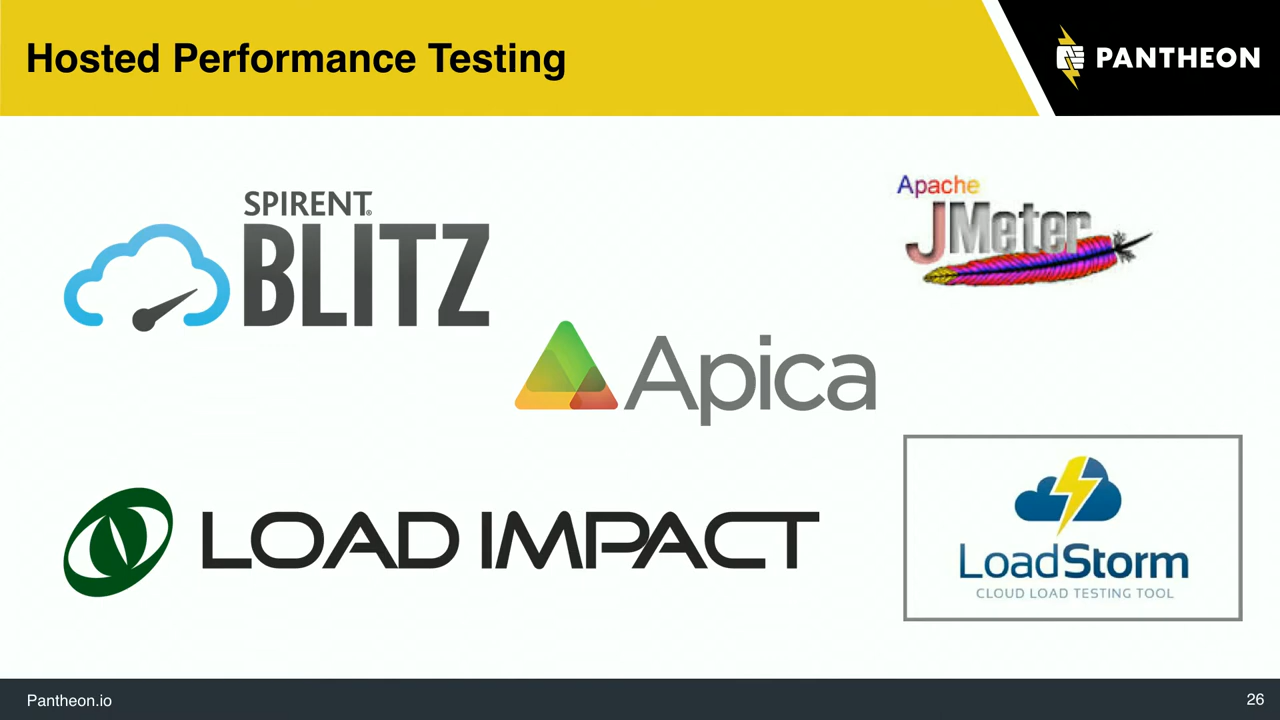 Hosted Performance Testing
PANTHEON
SPIRENT®
BLITZ
Apache
JMeter
Apica
LOAD IMPACT
LoadStorm
CLOUD LOAD TESTING TOOL
Pantheon.io
26